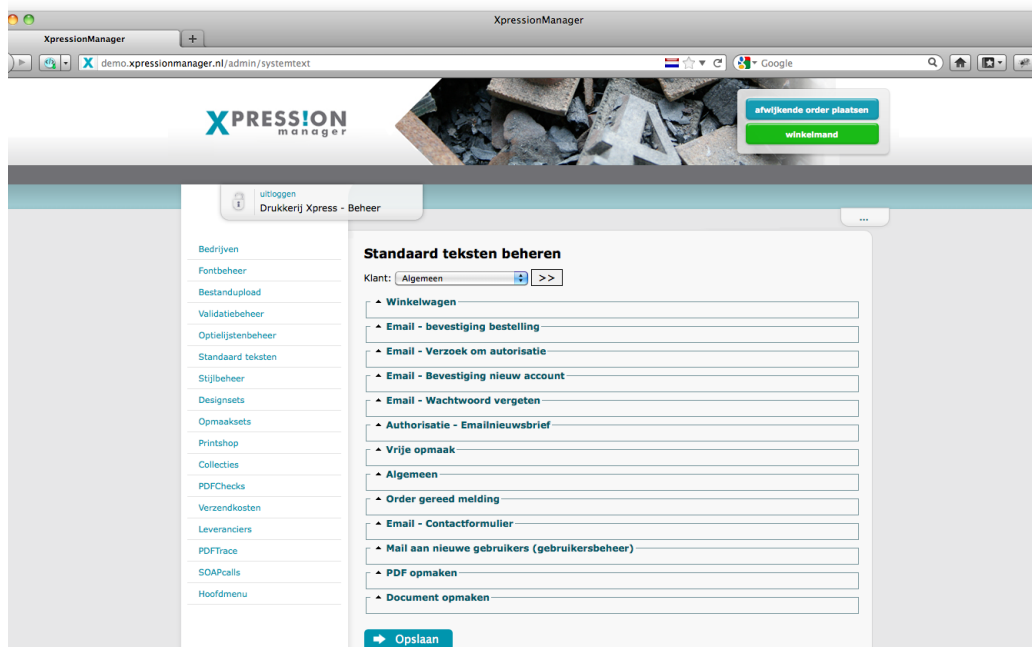 XpressionManager
XpressionManager
demo.xpressionmanager.nl/admin/systemtext
Google
XPRESS!ON
manager
afwijkende order plaatsen
winkelmand
uitloggen
Drukkerij Xpress - Beheer
...
Bedrijven
Fontbeheer
Bestandupload
Validatiebeheer
Optielijstenbeheer
Standaard teksten
Stijlbeheer
Designsets
Opmaaksets
Printshop
Collecties
PDFChecks
Verzendkosten
Leveranciers
PDFTrace
SOAPcalls
Hoofdmenu
Standaard teksten beheren
Klant: Algemeen >>
Winkelwagen
Email - bevestiging bestelling
Email - Verzoek om autorisatie
Email - Bevestiging nieuw account
Email - Wachtwoord vergeten
Authorisatie - Emailnieuwsbrief
Vrije opmaak
Algemeen
Order gereed melding
Email - Contactformulier
Mail aan nieuwe gebruikers (gebruikersbeheer)
PDF opmaken
Document opmaken
Opslaan